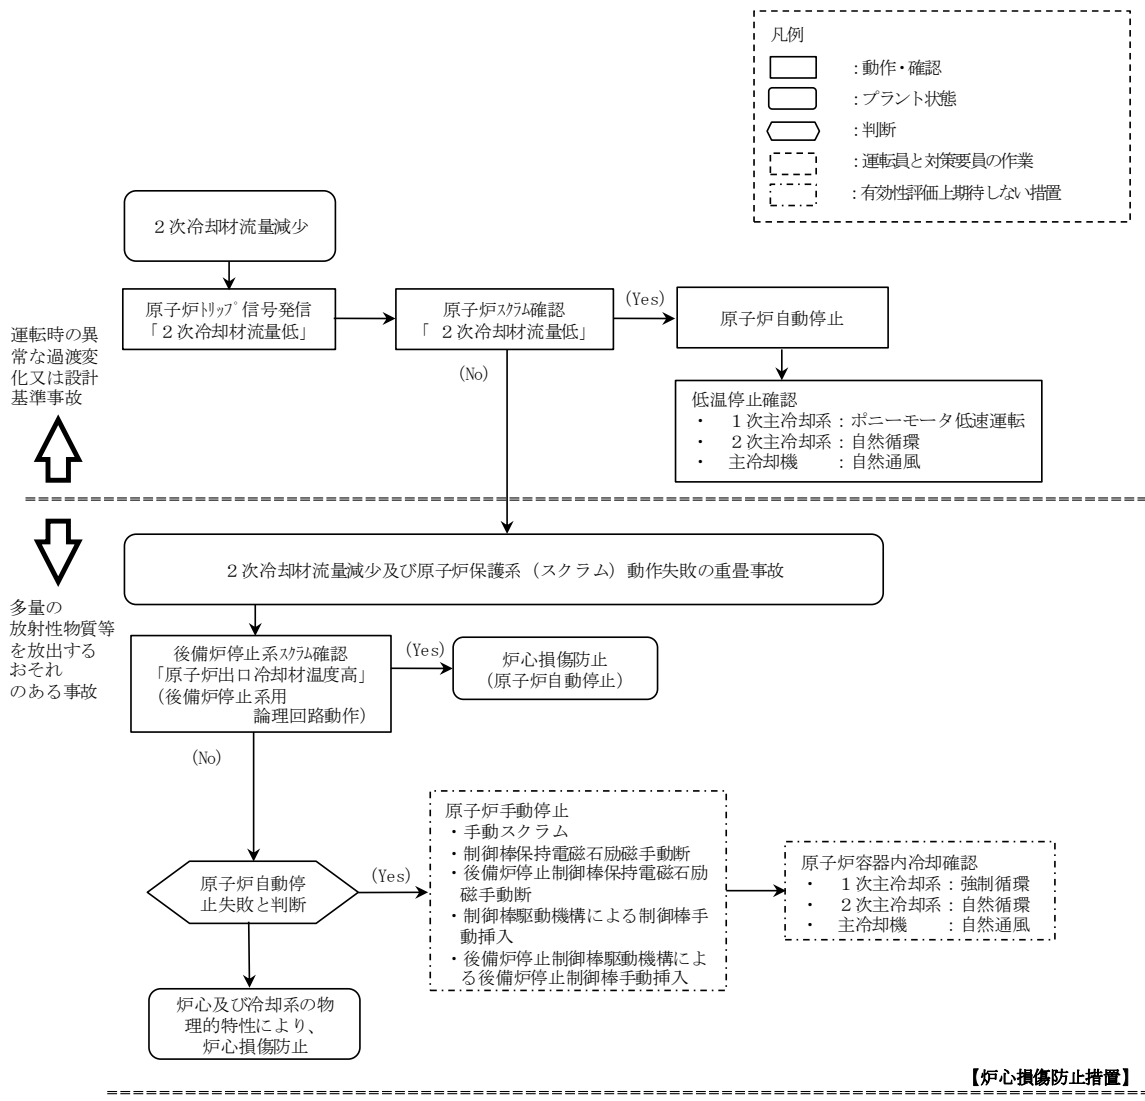 凡例
：動作・確認
：プラント状態
：判断
：運転員と対策要員の作業
：有効性評価上期待しない措置
２次冷却材流量減少
原子炉ﾄﾘｯﾌﾟ信号発信
「２次冷却材流量低」
原子炉ｽｸﾗﾑ確認
「 ２次冷却材流量低」
(Yes)
原子炉自動停止
(No)
運転時の異
常な過渡変
化又は設計
基準事故
低温停止確認
・ １次主冷却系：ポニーモータ低速運転
・ ２次主冷却系：自然循環
・ 主冷却機 ：自然通風
２次冷却材流量減少及び原子炉保護系（スクラム）動作失敗の重畳事故
多量の
放射性物質等
を放出する
おそれ
のある事故
後備炉停止系ｽｸﾗﾑ確認
「原子炉出口冷却材温度高」
（後備炉停止系用
論理回路動作）
(Yes)
炉心損傷防止
（原子炉自動停止）
(No)
原子炉自動停
止失敗と判断
(Yes)
原子炉手動停止
・手動スクラム
・制御棒保持電磁石励磁手動断
・後備炉停止制御棒保持電磁石励
磁手動断
・制御棒駆動機構による制御棒手
動挿入
・後備炉停止制御棒駆動機構によ
る後備炉停止制御棒手動挿入
原子炉容器内冷却確認
・ １次主冷却系：強制循環
・ ２次主冷却系：自然循環
・ 主冷却機 ：自然通風
炉心及び冷却系の物
理的特性により、
炉心損傷防止
【炉心損傷防止措置】